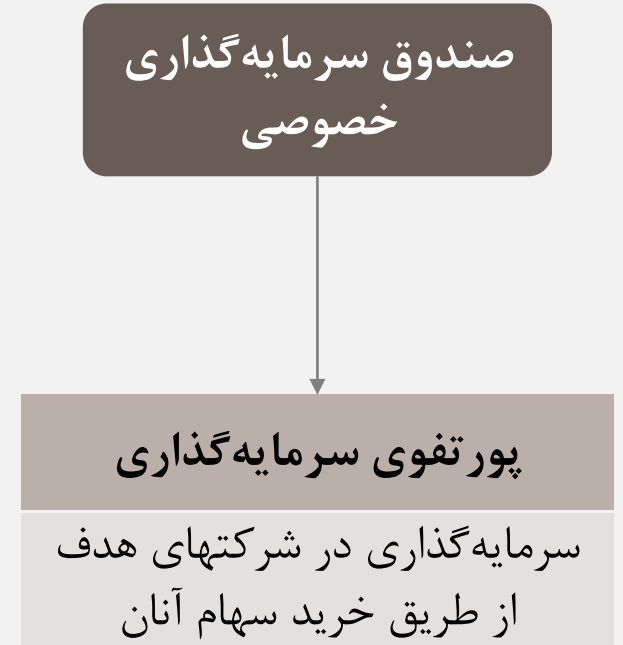 صندوق سرمایه‌گذاری
خصوصی
پورتفوی سرمایه‌گذاری
سرمایه‌گذاری در شرکتهای هدف
از طریق خرید سهام آنان